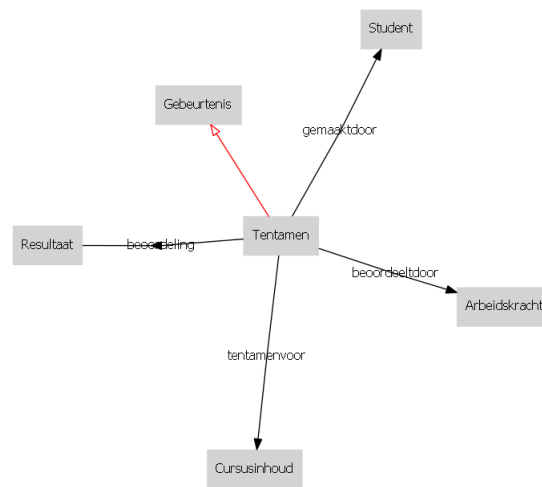 Student
Gebeurtenis
gemaaktdoor
Tentamen
Resultaat
beoordeling
beoordeeltdoor
Arbeidskracht
tentamenvoor
Cursusinhoud